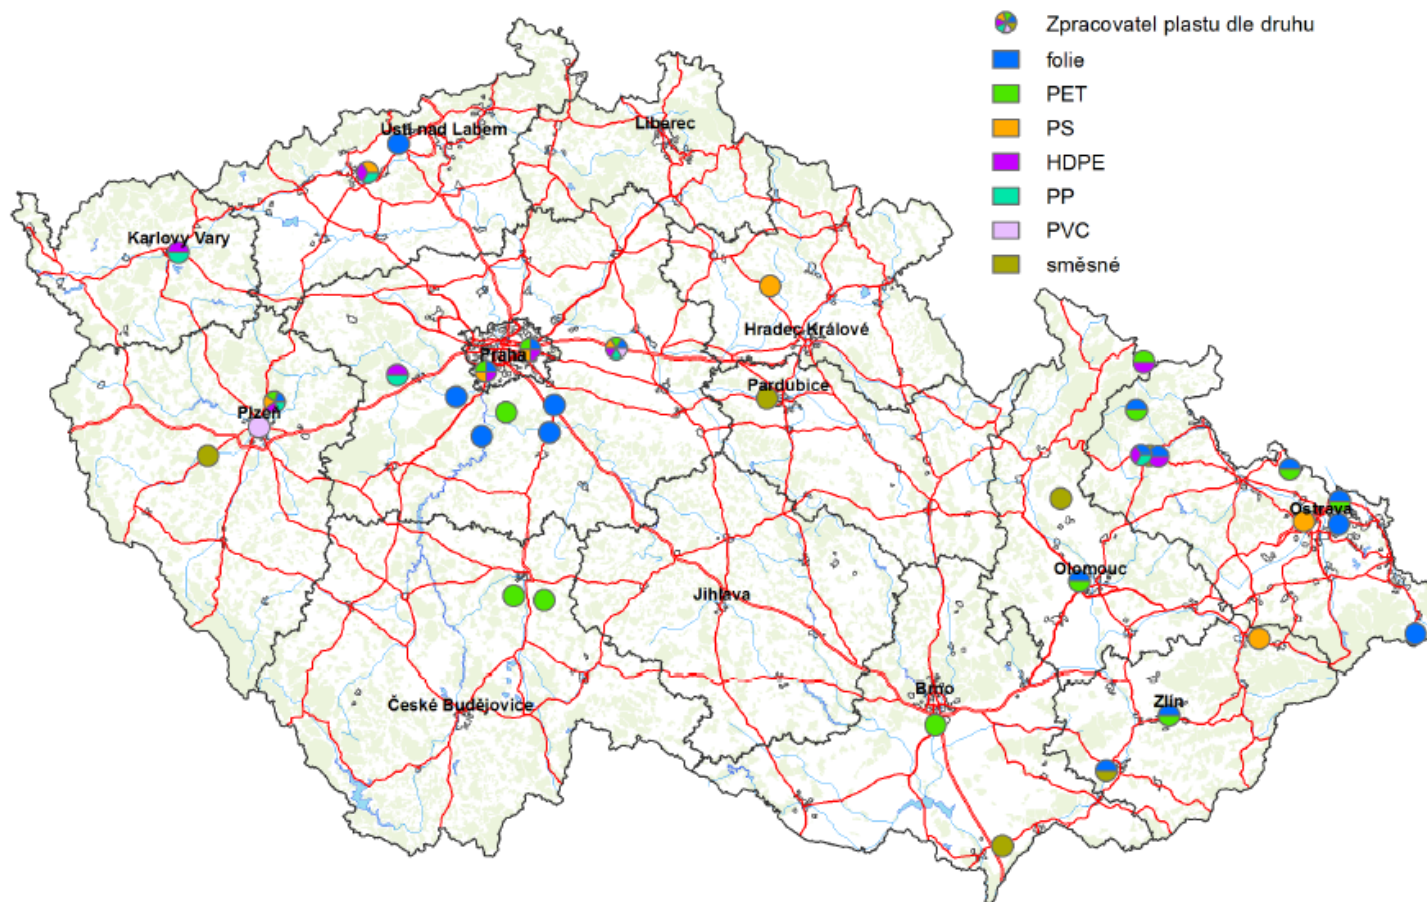 Zpracovatel plastu dle druhu
folie
PET
PS
HDPE
PP
PVC
směsné
Ústí nad Labem
Liberec
Karlovy Vary
Hradec Králové
Praha
Pardubice
Plzeň
Ostrava
Olomouc
Jihlava
Brno
České Budějovice
Zlín